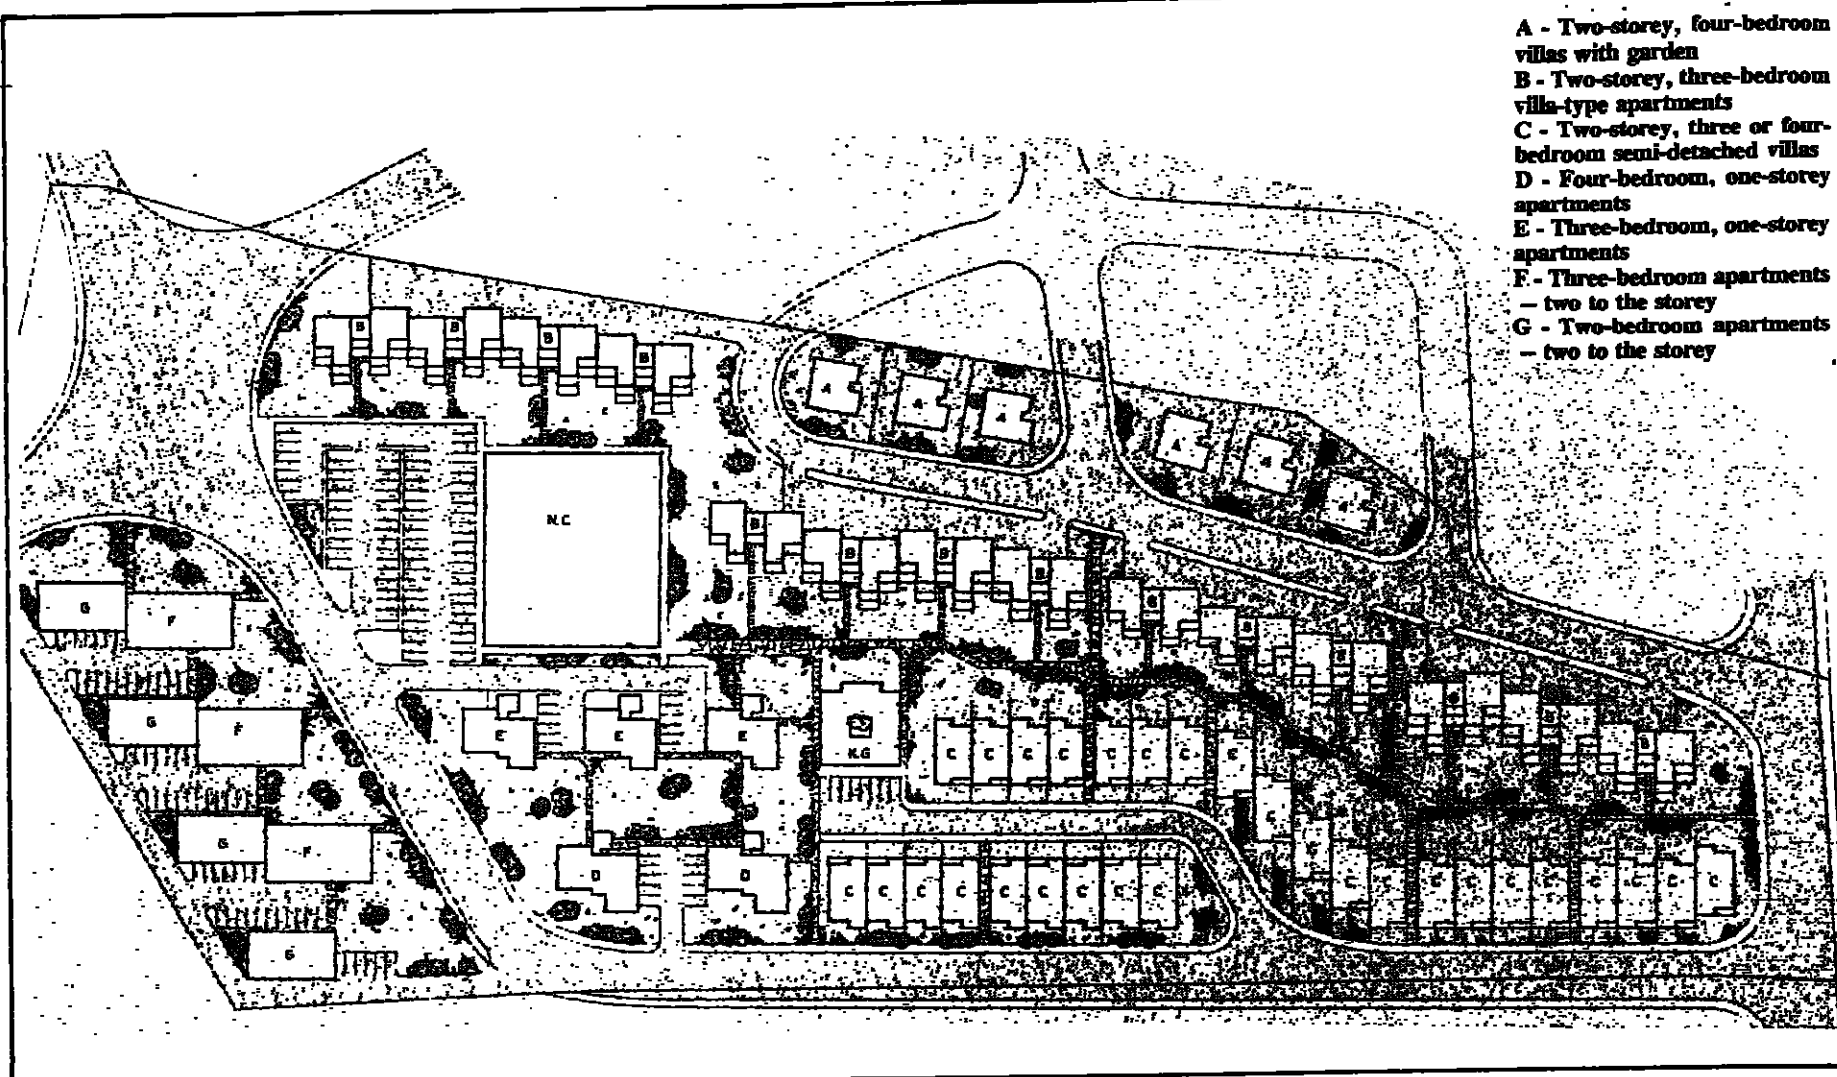 A - Two-storey, four-bedroom
villas with garden
B - Two-storey, three-bedroom
villa-type apartments
C - Two-storey, three or four-
bedroom semi-detached villas
D - Four-bedroom, one-storey
apartments
E - Three-bedroom, one-storey
apartments
F - Three-bedroom apartments
— two to the storey
G - Two-bedroom apartments
— two to the storey
B B B B
A A A A A A
N.C
B B B B B B B B B
G F
G F
E E E
K.G
C C C C C C C C
G F
D D
C C C C C C C C C
C C C C C C C C C
G